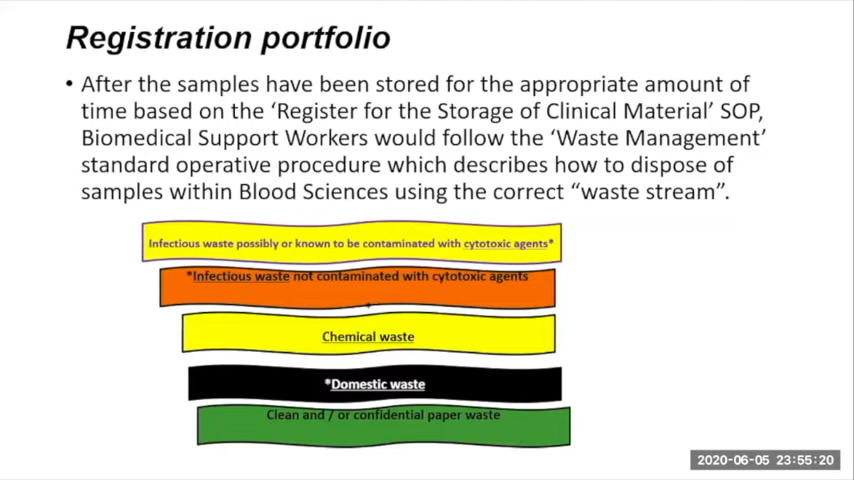 Registration portfolio
• After the samples have been stored for the appropriate amount of
time based on the ‘Register for the Storage of Clinical Material’ SOP,
Biomedical Support Workers would follow the ‘Waste Management’
standard operative procedure which describes how to dispose of
samples within Blood Sciences using the correct “waste stream”.
Infectious waste possibly or known to be contaminated with cytotoxic agents*
*Infectious waste not contaminated with cytotoxic agents
Chemical waste
*Domestic waste
Clean and / or confidential paper waste
2020-06-05 23:55:20